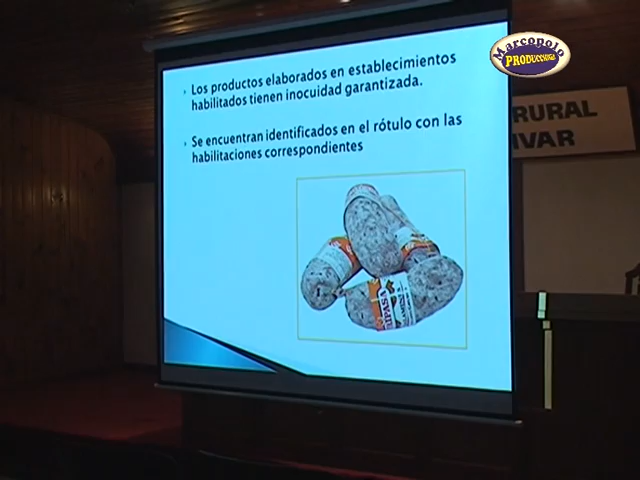 Marcopolo
PRODUCCIONES
Los productos elaborados en establecimientos
habilitados tienen inocuidad garantizada.
Se encuentran identificados en el rótulo con las
habilitaciones correspondientes
RURAL
IVAR